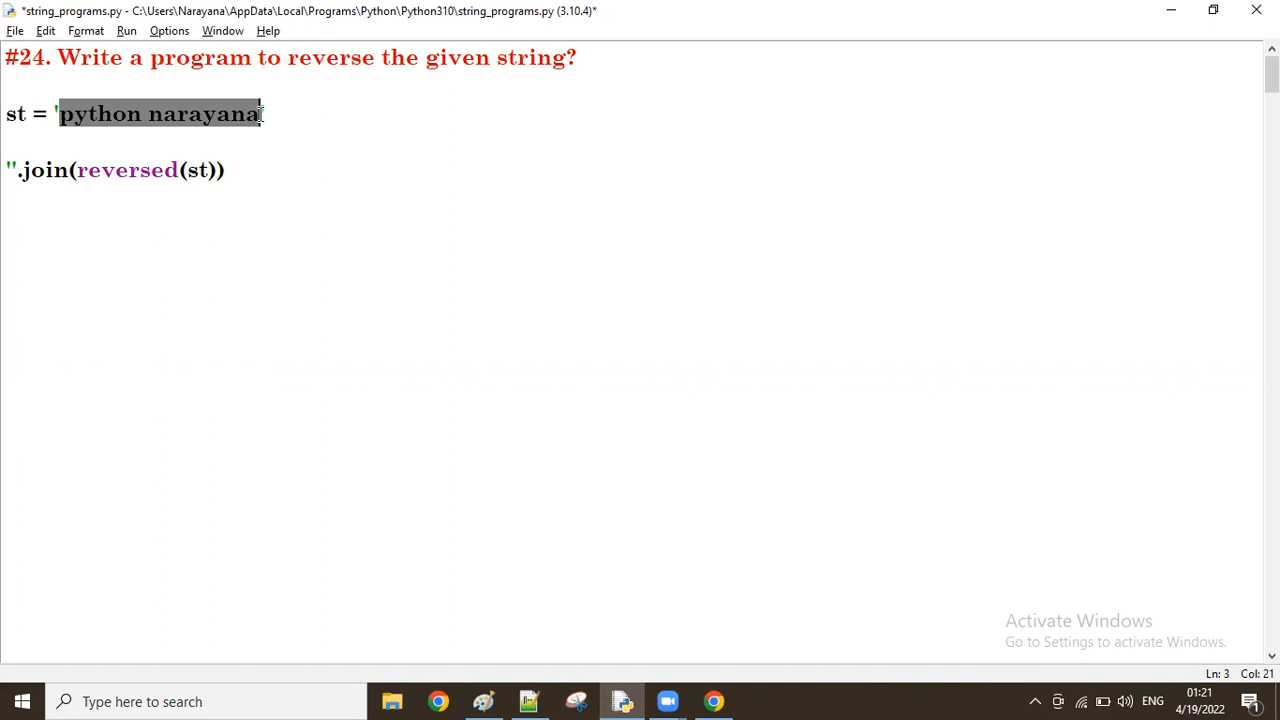 *string_programs.py - C:\Users\Narayana\AppData\Local\Programs\Python\Python310\string_programs.py (3.10.4)*
File Edit Format Run Options Window Help
#24. Write a program to reverse the given string?
st = 'python narayana'
''.join(reversed(st))
Activate Windows
Go to Settings to activate Windows.
Ln: 3 Col: 21
Type here to search
ENG
01:21
4/19/2022
1